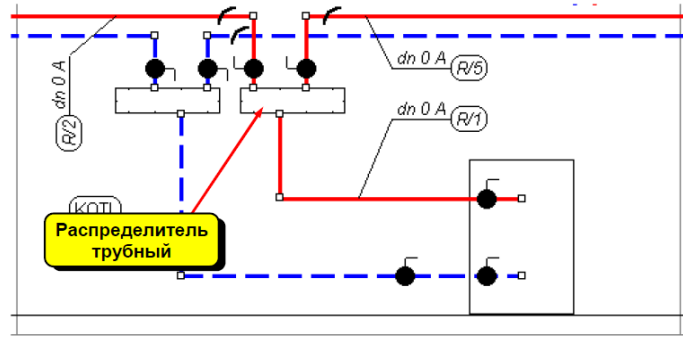 dn 0 A
R/5
dn 0 A
R/2
dn 0 A
R/1
KOTL
Распределитель
трубный